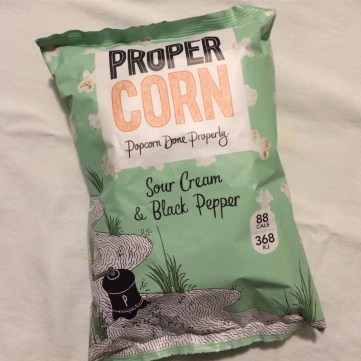 PROPER
CORN
Popcorn Done Properly.
Sour Cream
& Black Pepper
88
CALS
368
KJ
P